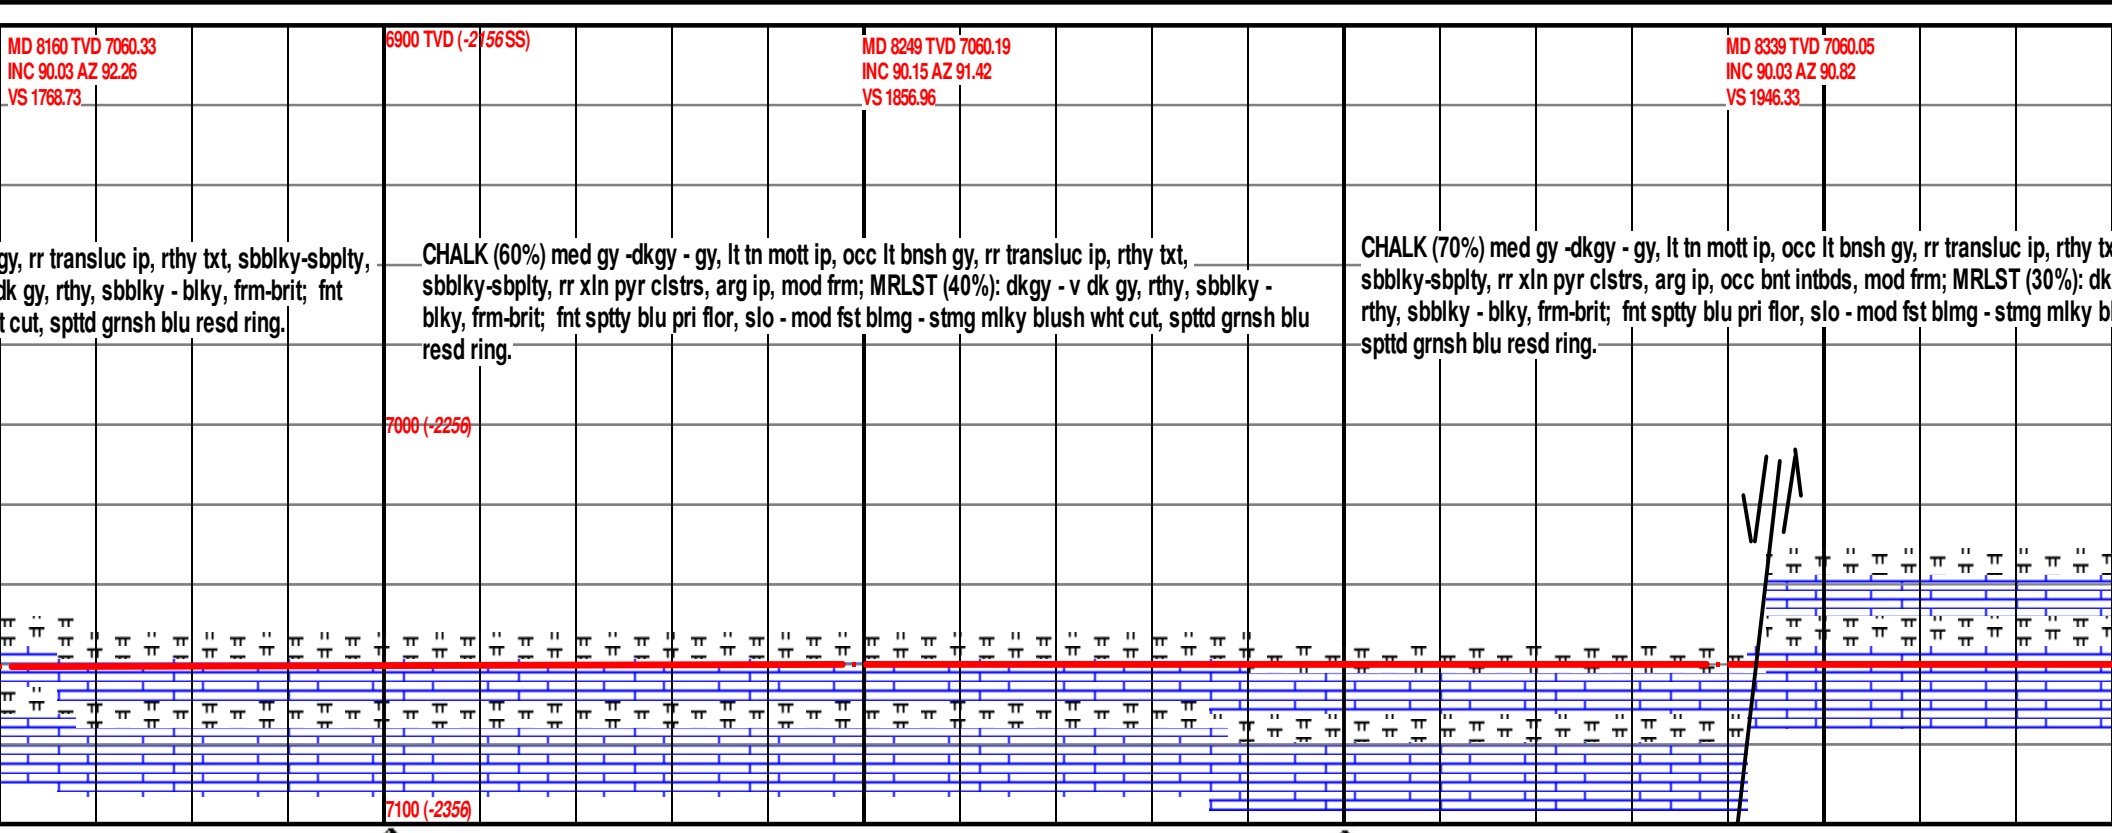 MD 8160 TVD 7060.33
INC 90.03 AZ 92.26
VS 1768.73
6900 TVD (-2156SS)
MD 8249 TVD 7060.19
INC 90.15 AZ 91.42
VS 1856.96
MD 8339 TVD 7060.05
INC 90.03 AZ 90.82
VS 1946.33
gy, rr transluc ip, rthy txt, sbblky-sbplty,
dk gy, rthy, sbblky - blky, frm-brit; fnt
t cut, spttd grnsh blu resd ring.
CHALK (60%) med gy -dkgy - gy, lt tn mott ip, occ lt bnsh gy, rr transluc ip, rthy txt,
sbblky-sbplty, rr xln pyr clstrs, arg ip, mod frm; MRLST (40%): dkgy - v dk gy, rthy, sbblky -
blky, frm-brit; fnt sptty blu pri flor, slo - mod fst blmg - stmg mlky blush wht cut, spttd grnsh blu
resd ring.
CHALK (70%) med gy -dkgy - gy, lt tn mott ip, occ lt bnsh gy, rr transluc ip, rthy tx
sbblky-sbplty, rr xln pyr clstrs, arg ip, occ bnt intbds, mod frm; MRLST (30%): dk
rthy, sbblky - blky, frm-brit; fnt sptty blu pri flor, slo - mod fst blmg - stmg mlky bl
spttd grnsh blu resd ring.
7000 (-2256)
7100 (-2356)